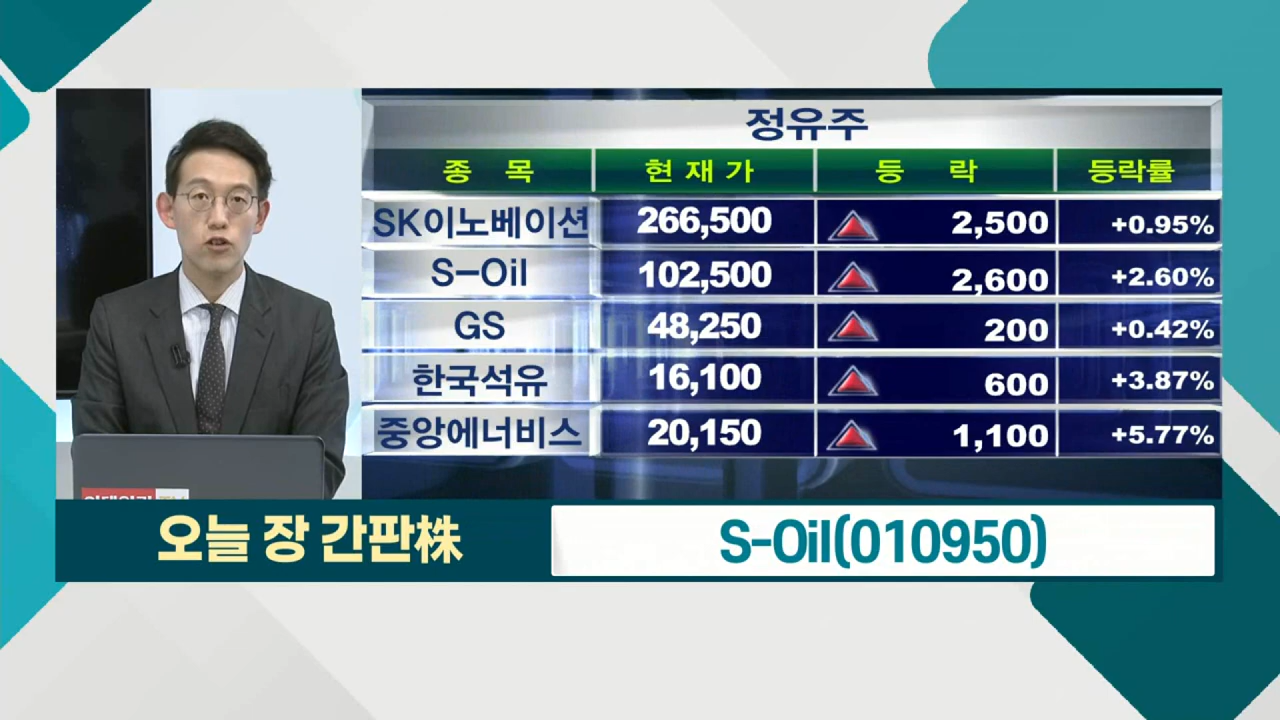 정유주
종 목 현 재 가 등 락 등락률
SK이노베이션 266,500 ▲ 2,500 +0.95%
S-Oil 102,500 ▲ 2,600 +2.60%
GS 48,250 ▲ 200 +0.42%
한국석유 16,100 ▲ 600 +3.87%
중앙에너비스 20,150 ▲ 1,100 +5.77%
오늘 장 간판株 S-Oil(010950)